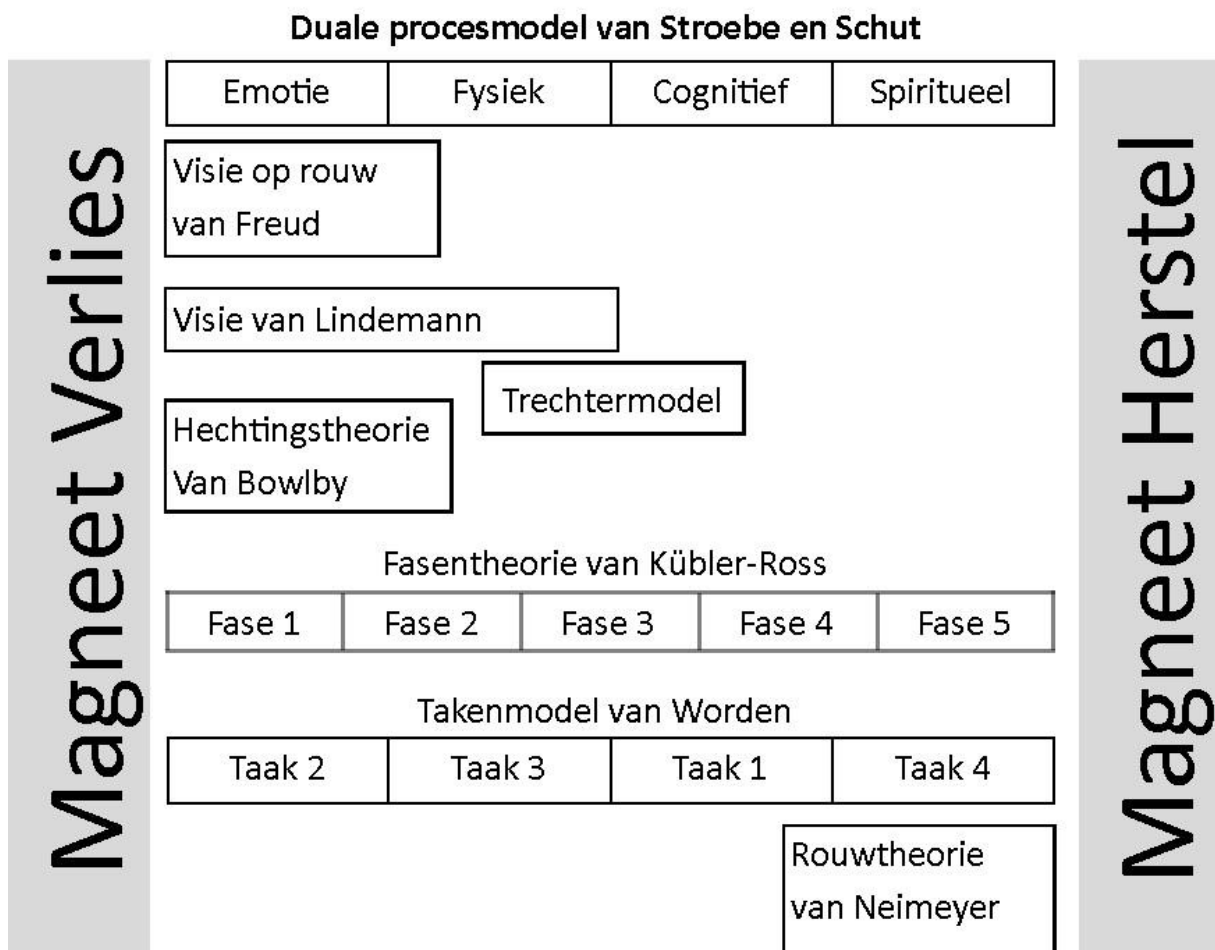 Duale procesmodel van Stroebe en Schut
Magneet Verlies
Emotie Fysiek Cognitief Spiritueel
Visie op rouw
van Freud
Visie van Lindemann
Trechtermodel
Hechtingstheorie
Van Bowlby
Fasentheorie van Kübler-Ross
Fase 1 Fase 2 Fase 3 Fase 4 Fase 5
Takenmodel van Worden
Taak 2 Taak 3 Taak 1 Taak 4
Rouwtheorie
van Neimeyer
Magneet Herstel